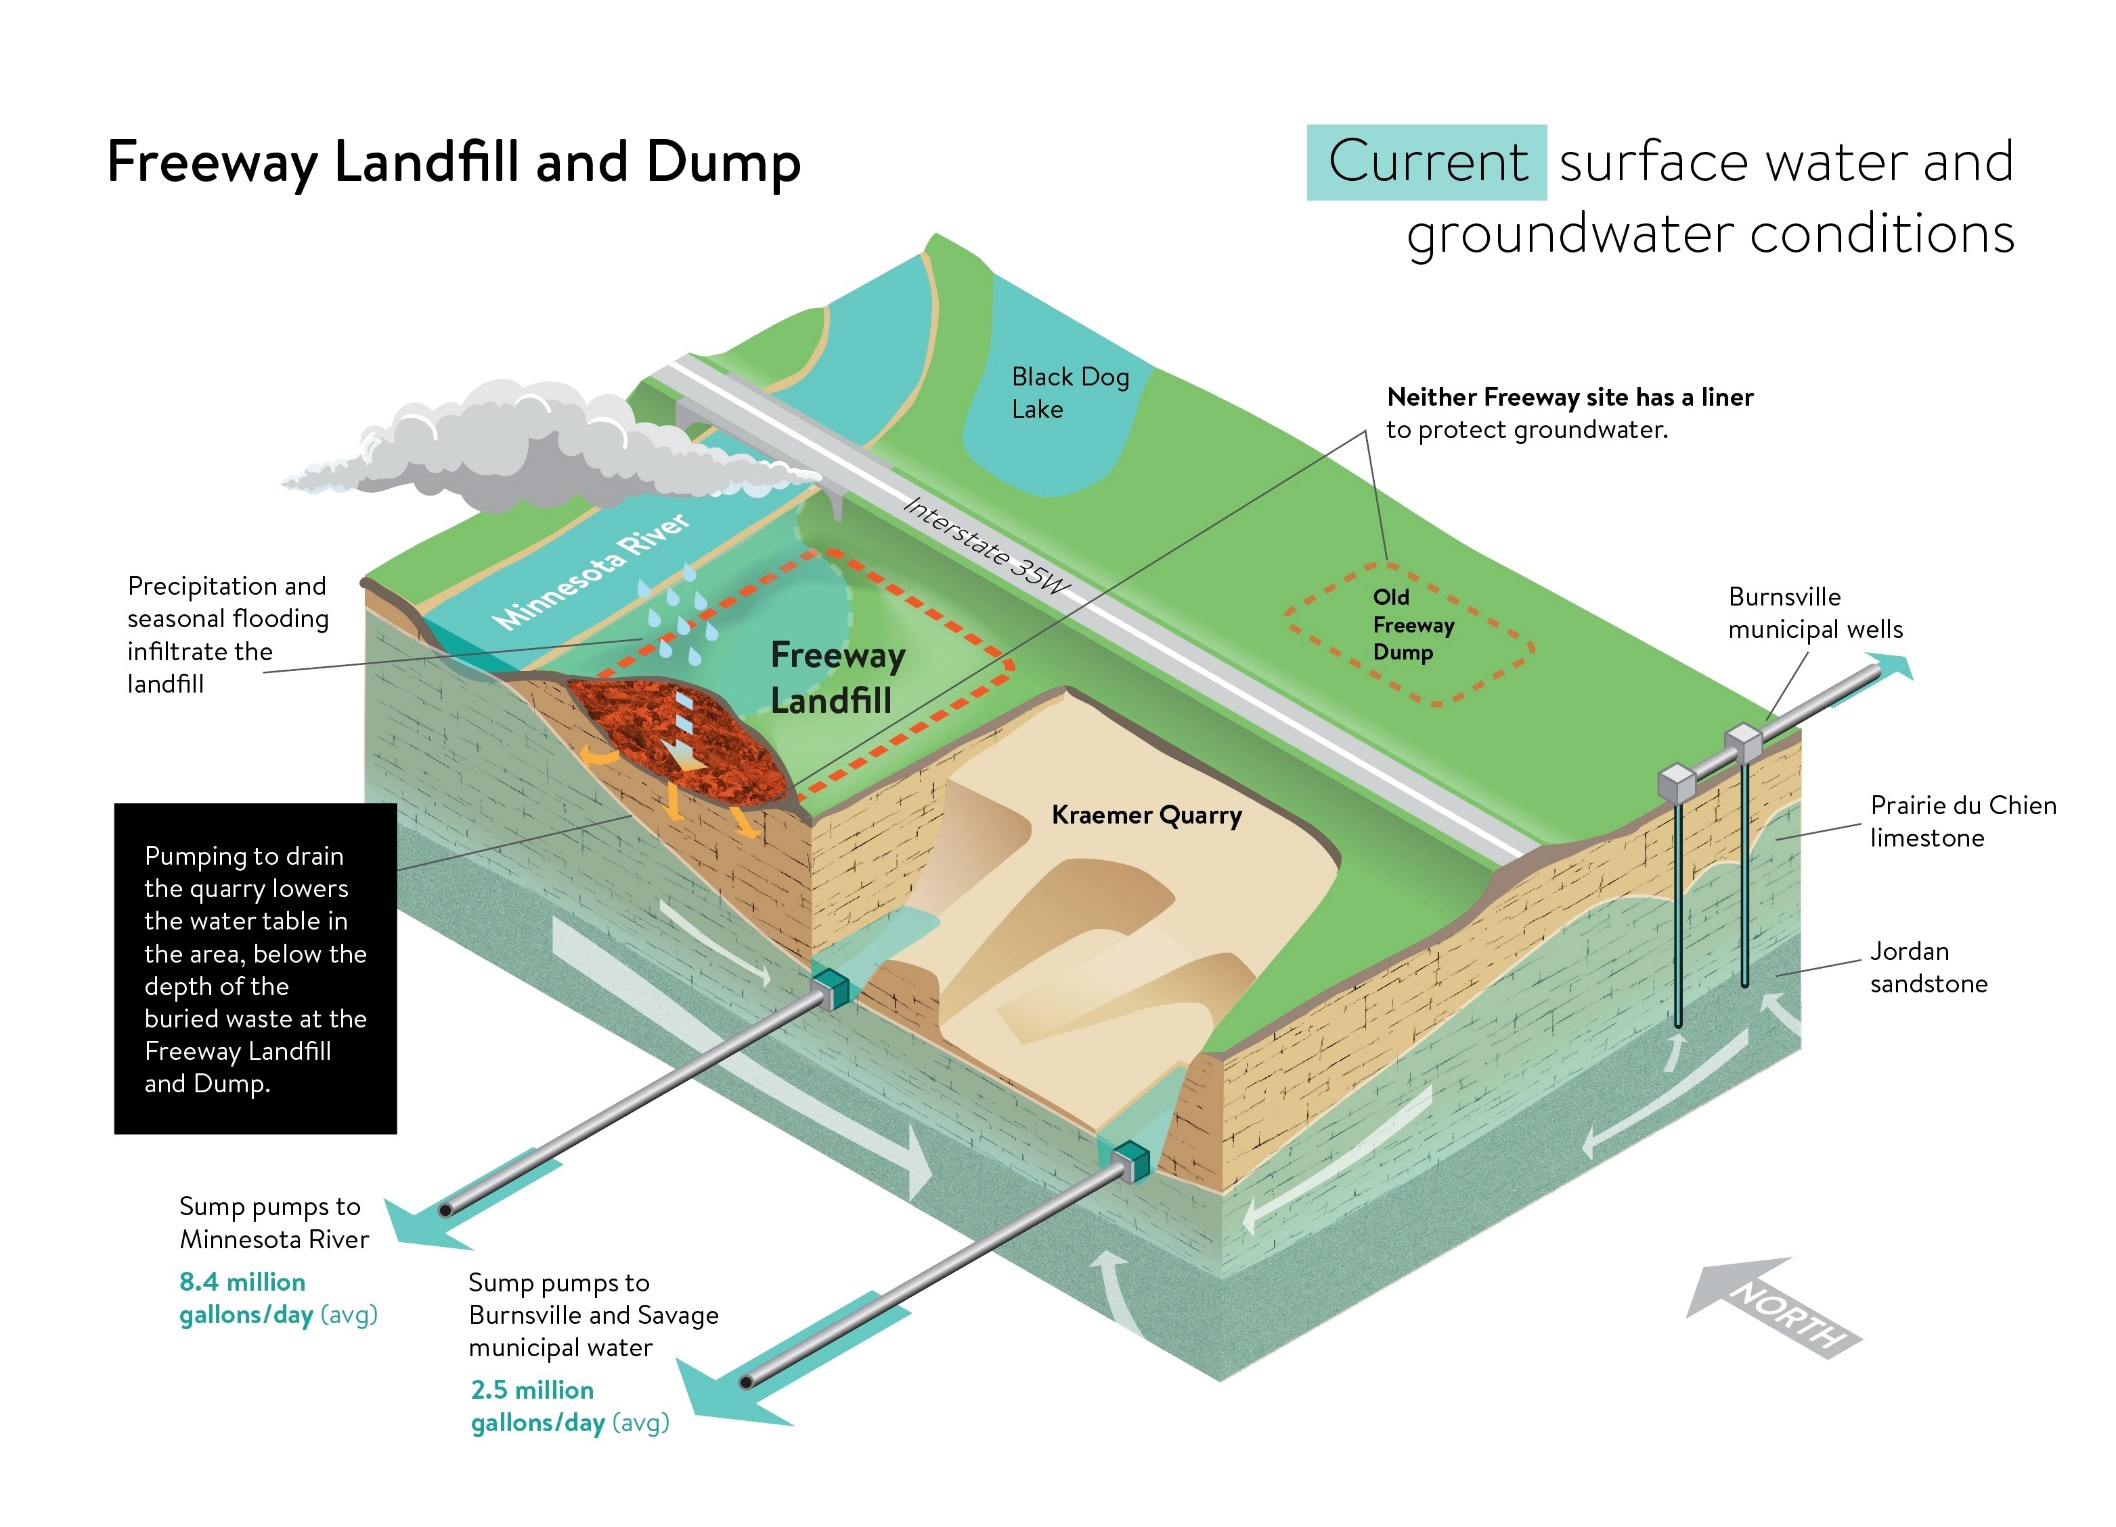 Freeway Landfill and Dump
Current surface water and
groundwater conditions
Black Dog
Lake
Neither Freeway site has a liner
to protect groundwater.
Interstate 35W
Minnesota River
Precipitation and
seasonal flooding
infiltrate the
landfill
Old
Freeway
Dump
Burnsville
municipal wells
Freeway
Landfill
Kraemer Quarry
Prairie du Chien
limestone
Pumping to drain
the quarry lowers
the water table in
the area, below the
depth of the
buried waste at the
Freeway Landfill
and Dump.
Jordan
sandstone
Sump pumps to
Minnesota River
8.4 million
gallons/day (avg)
Sump pumps to
Burnsville and Savage
municipal water
2.5 million
gallons/day (avg)
NORTH